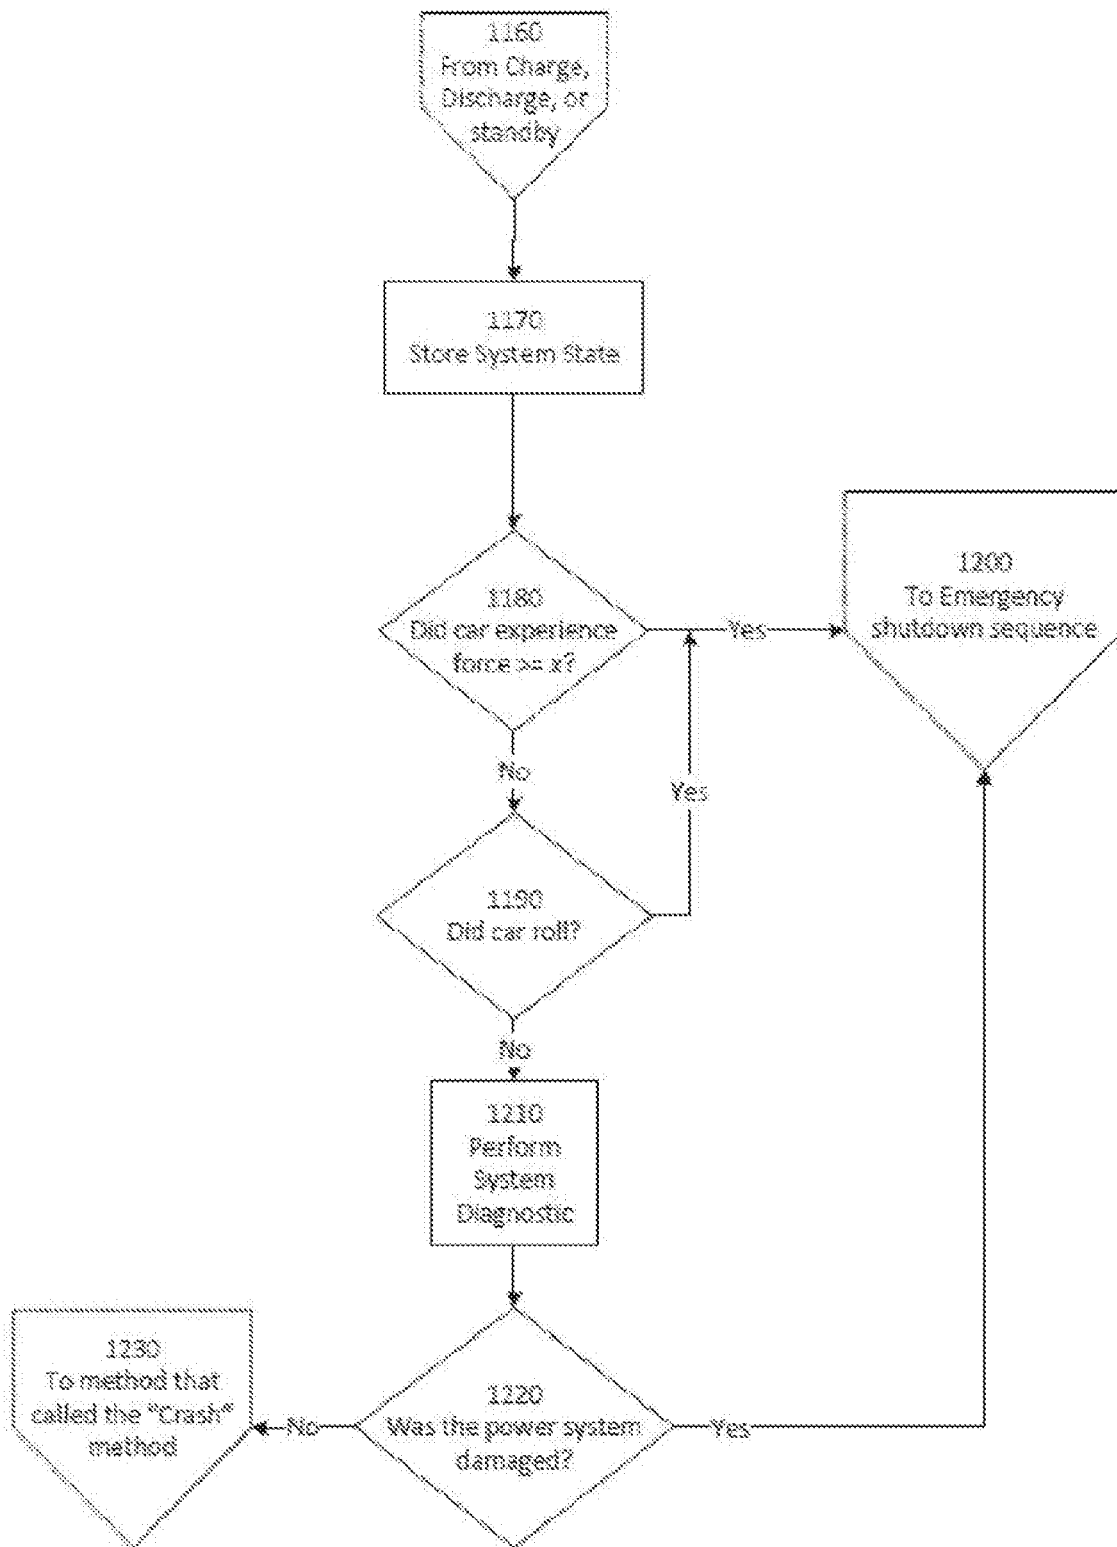 1160
From Charge,
Discharge, or
standby
1170
Store System State
1180
Did car experience
force >= x?
Yes
1200
To Emergency
shutdown sequence
No
Yes
1190
Did car roll?
No
1210
Perform
System
Diagnostic
1220
Was the power system
damaged?
Yes
No
1230
To method that
called the "Crash"
method